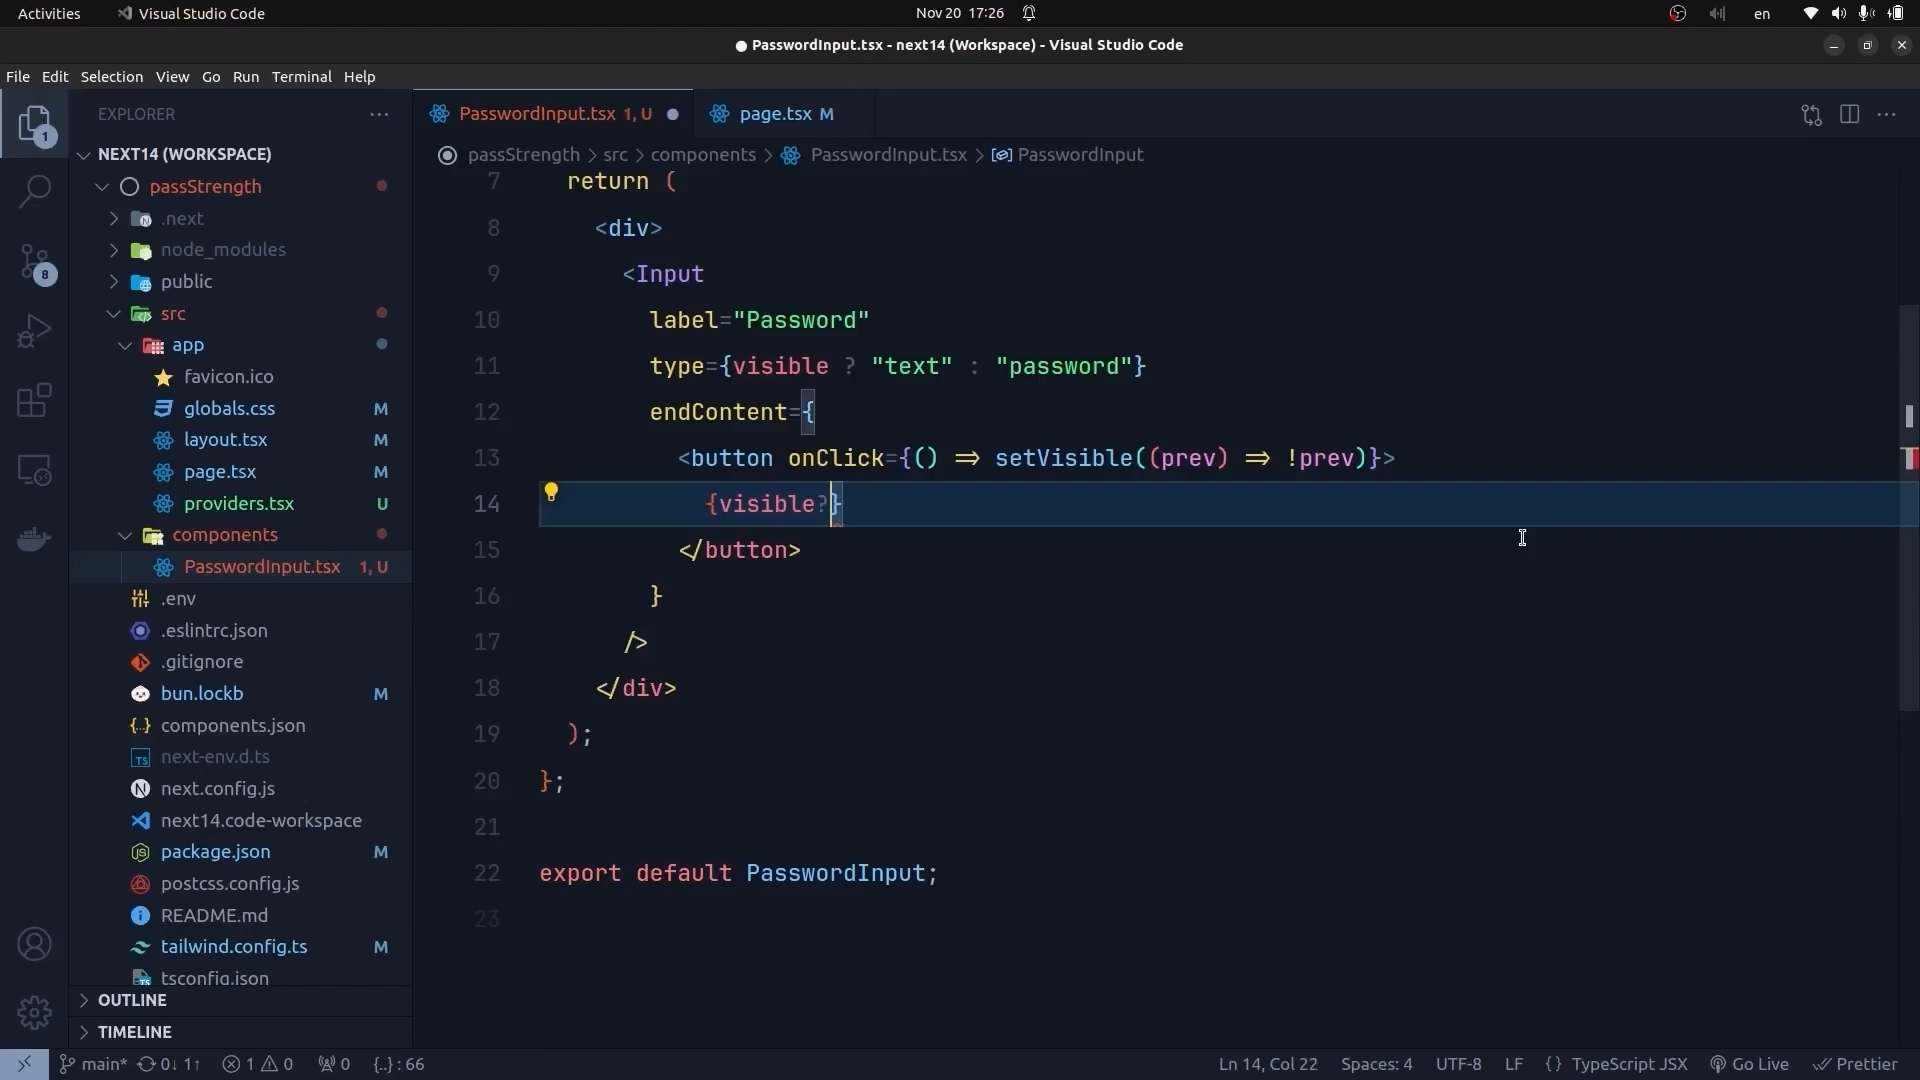 Activities
Visual Studio Code
Nov 20 17:26
en
PasswordInput.tsx - next14 (Workspace) - Visual Studio Code
File Edit Selection View Go Run Terminal Help
EXPLORER
PasswordInput.tsx 1, U
page.tsx M
1
NEXT14 (WORKSPACE)
passStrength > src > components > PasswordInput.tsx > PasswordInput
passStrength
.next
node_modules
public
src
app
favicon.ico
globals.css M
layout.tsx M
page.tsx M
providers.tsx U
components
PasswordInput.tsx 1, U
.env
.eslintrc.json
.gitignore
bun.lockb M
components.json
next-env.d.ts
next.config.js
next14.code-workspace
package.json M
postcss.config.js
README.md
tailwind.config.ts M
tsconfig.json
OUTLINE
TIMELINE
8
7 return (
8 <div>
9 <Input
10 label="Password"
11 type={visible ? "text" : "password"}
12 endContent={
13 <button onClick={() => setVisible((prev) => !prev)}>
14 {visible?}
15 </button>
16 }
17 />
18 </div>
19 );
20 };
21
22 export default PasswordInput;
23
main* 0↓ 1↑ 1 0 0 {..} : 66
Ln 14, Col 22 Spaces: 4 UTF-8 LF {} TypeScript JSX Go Live Prettier